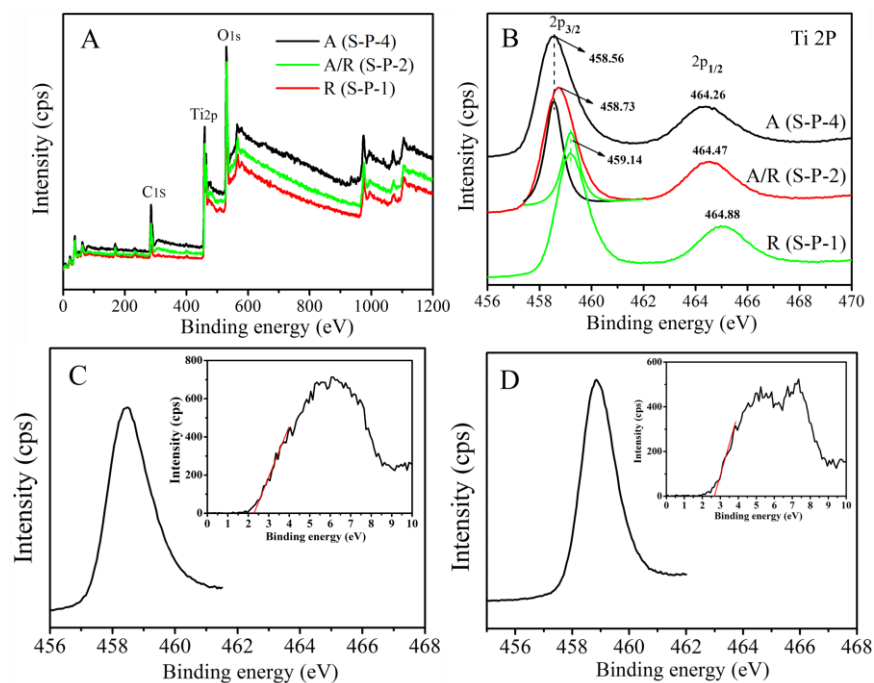 A
O1s
A (S-P-4)
A/R (S-P-2)
R (S-P-1)
Ti2p
C1s
Intensity (cps)
0 200 400 600 800 1000 1200
Binding energy (eV)
B
2p3/2
Ti 2P
458.56
2p1/2
458.73
464.26
A (S-P-4)
459.14
464.47
A/R (S-P-2)
464.88
R (S-P-1)
Intensity (cps)
456 458 460 462 464 466 468 470
Binding energy (eV)
C
800
600
400
200
0
Intensity (cps)
0 1 2 3 4 5 6 7 8 9 10
Binding energy (eV)
Intensity (cps)
456 458 460 462 464 466 468
Binding energy (eV)
D
600
400
200
0
Intensity (cps)
0 1 2 3 4 5 6 7 8 9 10
Binding energy (eV)
Intensity (cps)
456 458 460 462 464 466 468
Binding energy (eV)